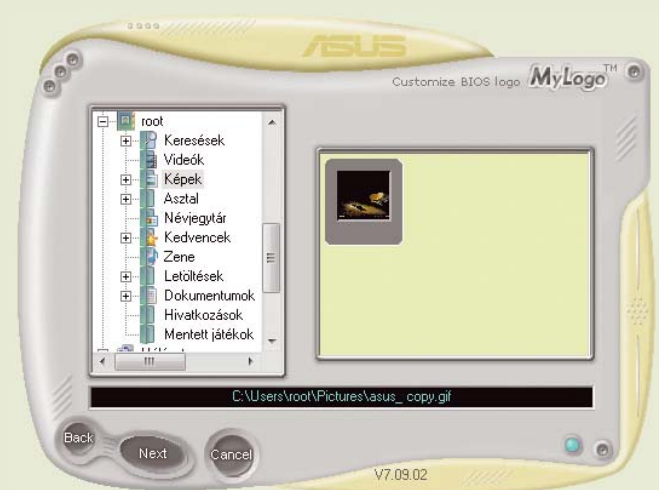 ASUS
Customize BIOS logo MyLogo™
root
Keresések
Videók
Képek
Asztal
Névjegytár
Kedvencek
Zene
Letöltések
Dokumentumok
Hivatkozások
Mentett játékok
C:\Users\root\Pictures\asus_ copy.gif
Back
Next
Cancel
V7.09.02